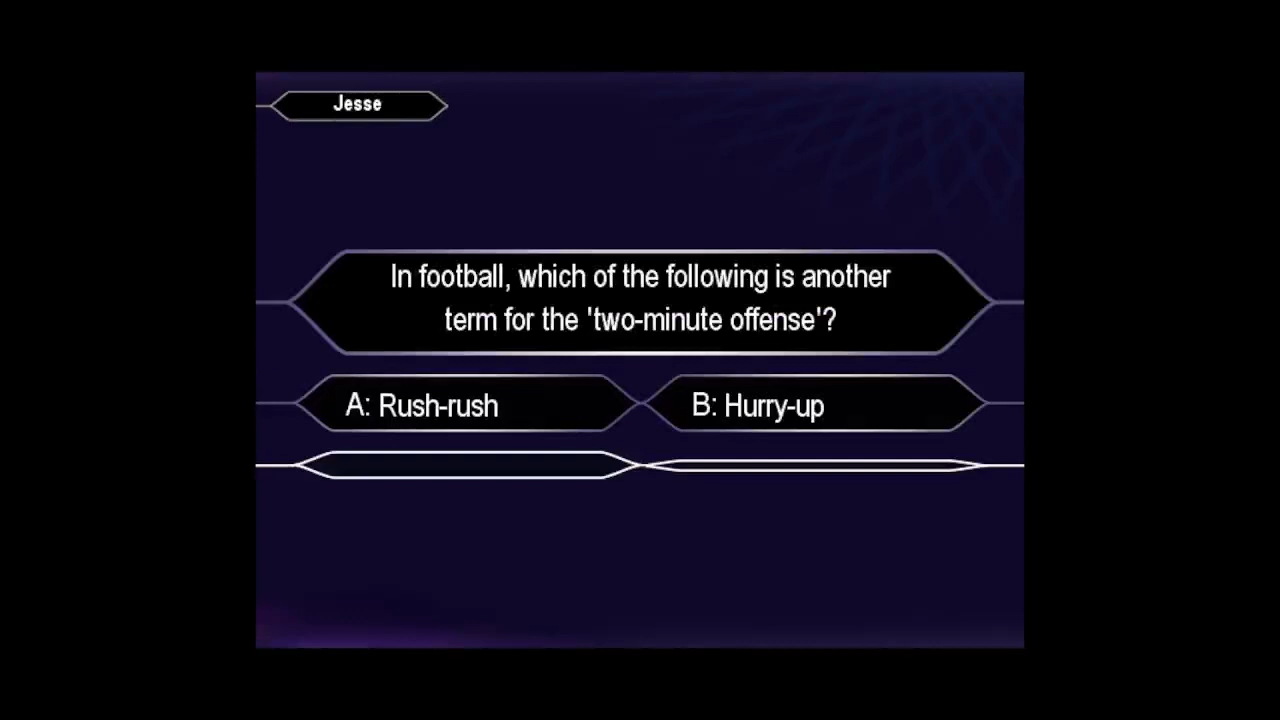 Jesse
In football, which of the following is another
term for the 'two-minute offense'?
A: Rush-rush
B: Hurry-up